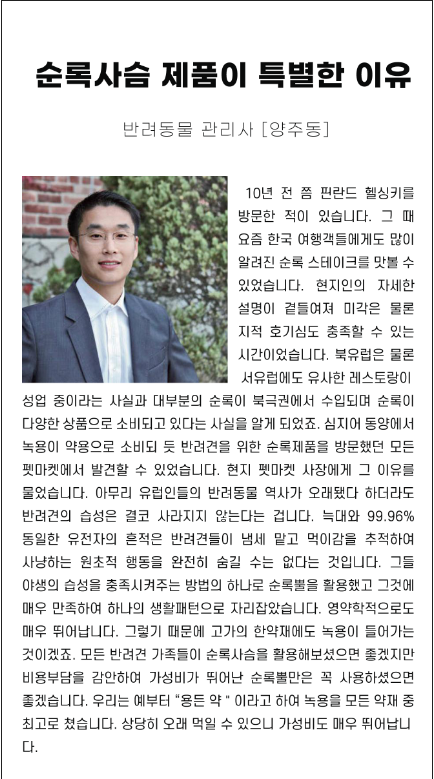 순록사슴 제품이 특별한 이유
반려동물 관리사 [양주동]
10년 전 쯤 핀란드 헬싱키를
방문한 적이 있습니다. 그 때
요즘 한국 여행객들에게도 많이
알려진 순록 스테이크를 맛볼 수
있었습니다. 현지인의 자세한
설명이 곁들여져 미각은 물론
지적 호기심도 충족할 수 있는
시간이었습니다. 북유럽은 물론
서유럽에도 유사한 레스토랑이
성업 중이라는 사실과 대부분의 순록이 북극권에서 수입되며 순록이
다양한 상품으로 소비되고 있다는 사실을 알게 되었죠. 심지어 동양에서
녹용이 약용으로 소비되 듯 반려견을 위한 순록제품을 방문했던 모든
펫마켓에서 발견할 수 있었습니다. 현지 펫마켓 사장에게 그 이유를
물었습니다. 아무리 유럽인들의 반려동물 역사가 오래됐다 하더라도
반려견의 습성은 결코 사라지지 않는다는 겁니다. 늑대와 99.96%
동일한 유전자의 흔적은 반려견들이 냄세 맡고 먹이감을 추적하여
사냥하는 원초적 행동을 완전히 숨길 수는 없다는 것입니다. 그들
야생의 습성을 충족시켜주는 방법의 하나로 순록뿔을 활용했고 그것에
매우 만족하여 하나의 생활패턴으로 자리잡았습니다. 영약학적으로도
매우 뛰어납니다. 그렇기 때문에 고가의 한약재에도 녹용이 들어가는
것이겠죠. 모든 반려견 가족들이 순록사슴을 활용해보셨으면 좋겠지만
비용부담을 감안하여 가성비가 뛰어난 순록뿔만은 꼭 사용하셨으면
좋겠습니다. 우리는 예부터 "용든 약 " 이라고 하여 녹용을 모든 약재 중
최고로 쳤습니다. 상당히 오래 먹일 수 있으니 가성비도 매우 뛰어납니
다.